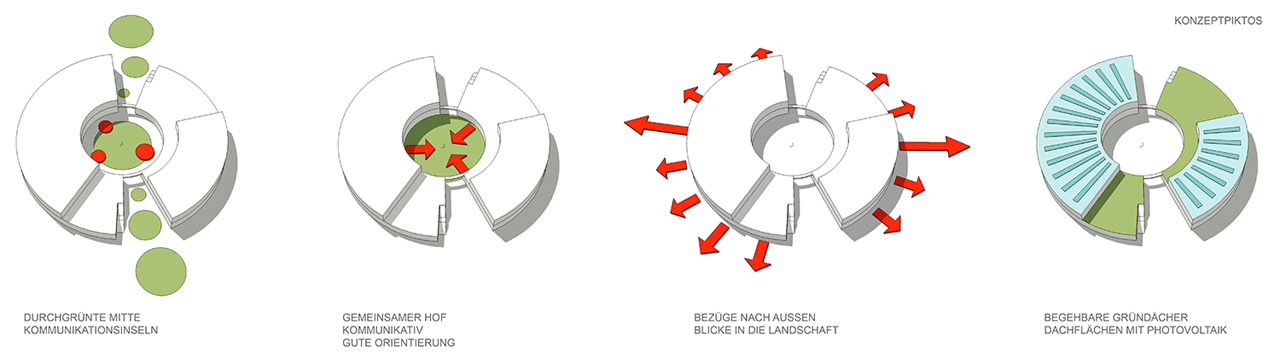 KONZEPTPIKTOS
DURCHGRÜNTE MITTE
KOMMUNIKATIONSINSELN
GEMEINSAMER HOF
KOMMUNIKATIV
GUTE ORIENTIERUNG
BEZÜGE NACH AUSSEN
BLICKE IN DIE LANDSCHAFT
BEGEHBARE GRÜNDÄCHER
DACHFLÄCHEN MIT PHOTOVOLTAIK